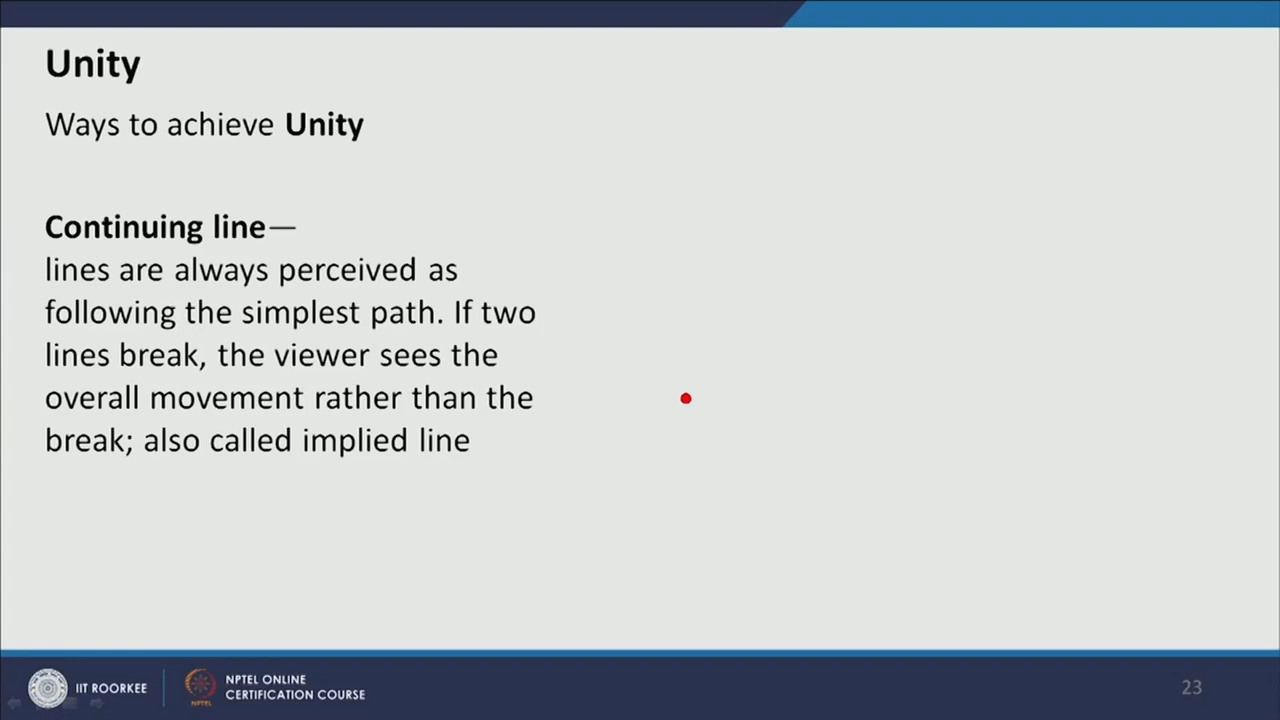 Unity
Ways to achieve Unity
Continuing line—
lines are always perceived as
following the simplest path. If two
lines break, the viewer sees the
overall movement rather than the
break; also called implied line
IIT ROORKEE
NPTEL
NPTEL ONLINE
CERTIFICATION COURSE
23